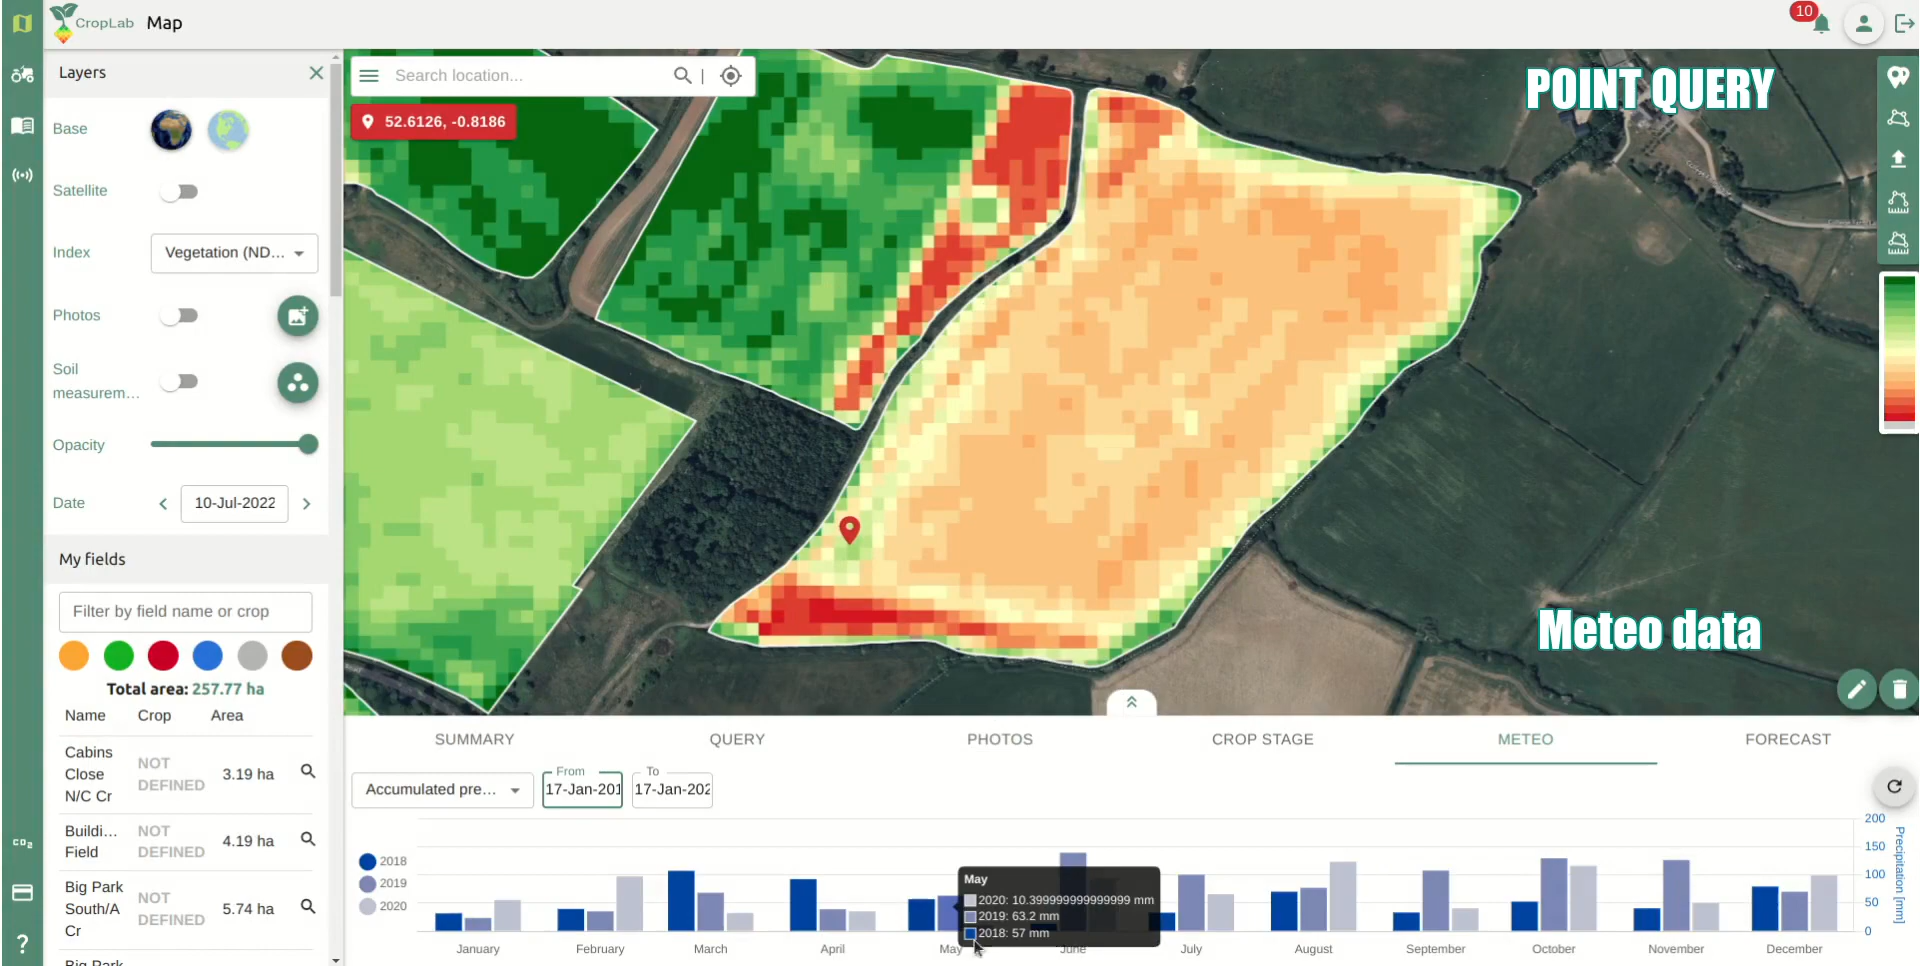 CropLab
Map
10
Layers
Base
Satellite
Index
Vegetation (ND...
Photos
Soil
measurem...
Opacity
Date
10-Jul-2022
My fields
Filter by field name or crop
Total area: 257.77 ha
Name Crop Area
Cabins
Close
N/C Cr
NOT
DEFINED
3.19 ha
Buildi...
Field
NOT
DEFINED
4.19 ha
Big Park
South/A
Cr
NOT
DEFINED
5.74 ha
Big Park
CO₂
?
Search location...
52.6126, -0.8186
POINT QUERY
Meteo data
SUMMARY QUERY PHOTOS CROP STAGE METEO FORECAST
Accumulated pre...
From
17-Jan-201
To
17-Jan-202
2018
2019
2020
May
2020: 10.399999999999999 mm
2019: 63.2 mm
2018: 57 mm
200
150
100
50
0
Precipitation [mm]
January February March April May June July August September October November December